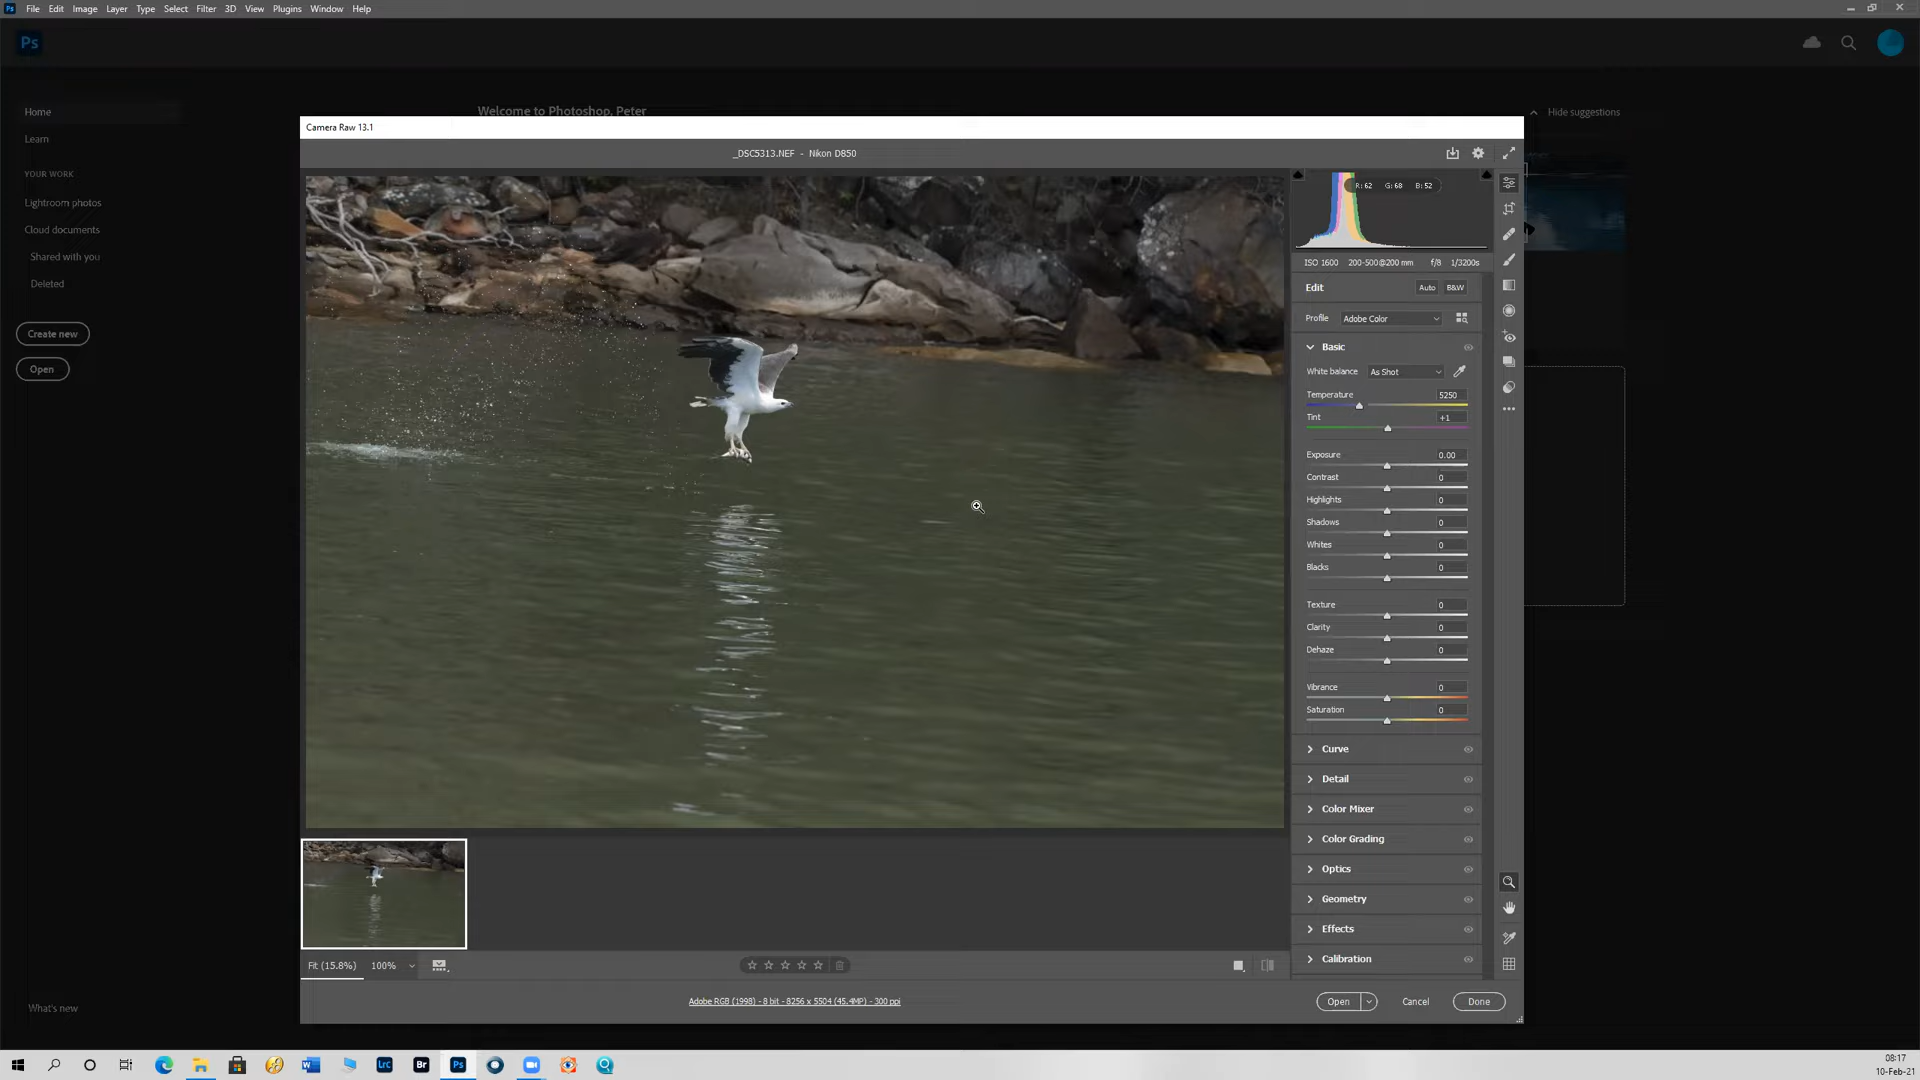 Ps File Edit Image Layer Type Select Filter 3D View Plugins Window Help
Ps
Home
Welcome to Photoshop, Peter
Hide suggestions
Learn
YOUR WORK
Lightroom photos
Cloud documents
Shared with you
Deleted
Create new
Open
What's new
Camera Raw 13.1
_DSC5313.NEF - Nikon D850
R: 62 G: 68 B: 52
ISO 1600 200-500@200 mm f/8 1/3200s
Edit Auto B&W
Profile Adobe Color
Basic
White balance As Shot
Temperature 5250
Tint +1
Exposure 0.00
Contrast 0
Highlights 0
Shadows 0
Whites 0
Blacks 0
Texture 0
Clarity 0
Dehaze 0
Vibrance 0
Saturation 0
Curve
Detail
Color Mixer
Color Grading
Optics
Geometry
Effects
Calibration
Fit (15.8%) 100%
Adobe RGB (1998) - 8 bit - 8256 x 5504 (45.4MP) - 300 ppi
Open Cancel Done
W Lrc Br Ps
08:17
10-Feb-21